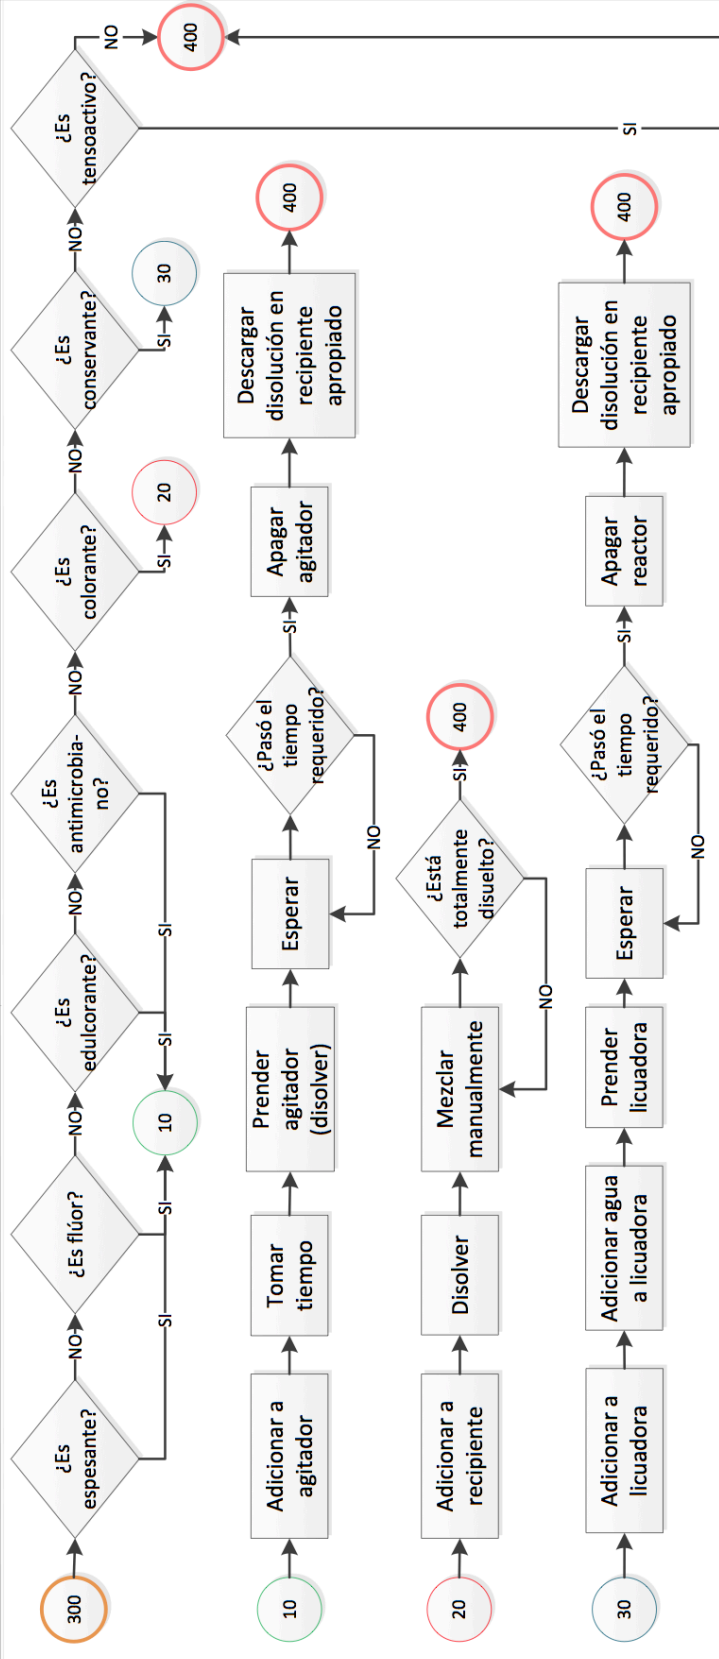 300
¿Es
espesante?
NO
SI
¿Es flúor?
NO
SI
10
¿Es
edulcorante?
NO
SI
¿Es
antimicrobia-
no?
NO
SI
¿Es
colorante?
NO
SI
20
¿Es
conservante?
NO
SI
30
¿Es
tensoactivo?
NO
400
SI
10
Adicionar a
agitador
Tomar
tiempo
Prender
agitador
(disolver)
Esperar
¿Pasó el
tiempo
requerido?
NO
SI
Apagar
agitador
Descargar
disolución en
recipiente
apropiado
400
20
Adicionar a
recipiente
Disolver
Mezclar
manualmente
¿Está
totalmente
disuelto?
NO
SI
400
30
Adicionar a
licuadora
Adicionar agua
a licuadora
Prender
licuadora
Esperar
¿Pasó el
tiempo
requerido?
NO
SI
Apagar
reactor
Descargar
disolución en
recipiente
apropiado
400